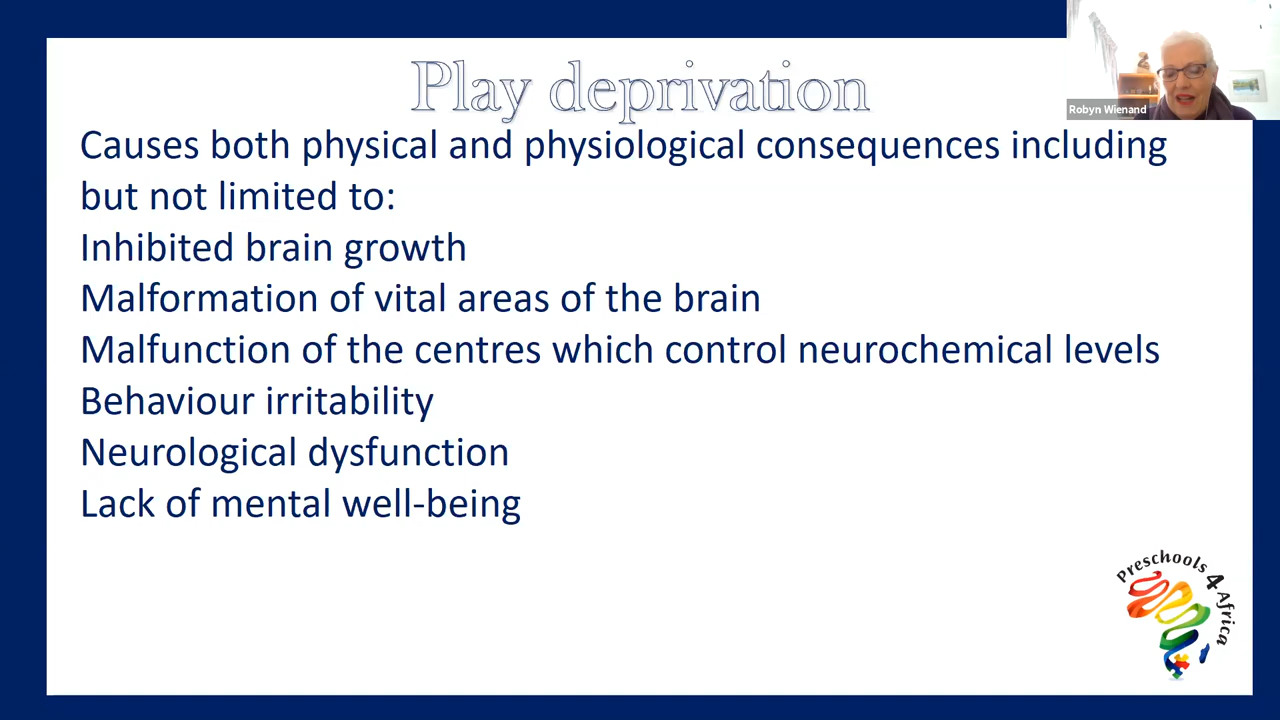 Play deprivation
Robyn Wienand
Causes both physical and physiological consequences including
but not limited to:
Inhibited brain growth
Malformation of vital areas of the brain
Malfunction of the centres which control neurochemical levels
Behaviour irritability
Neurological dysfunction
Lack of mental well-being
Preschools 4 Africa